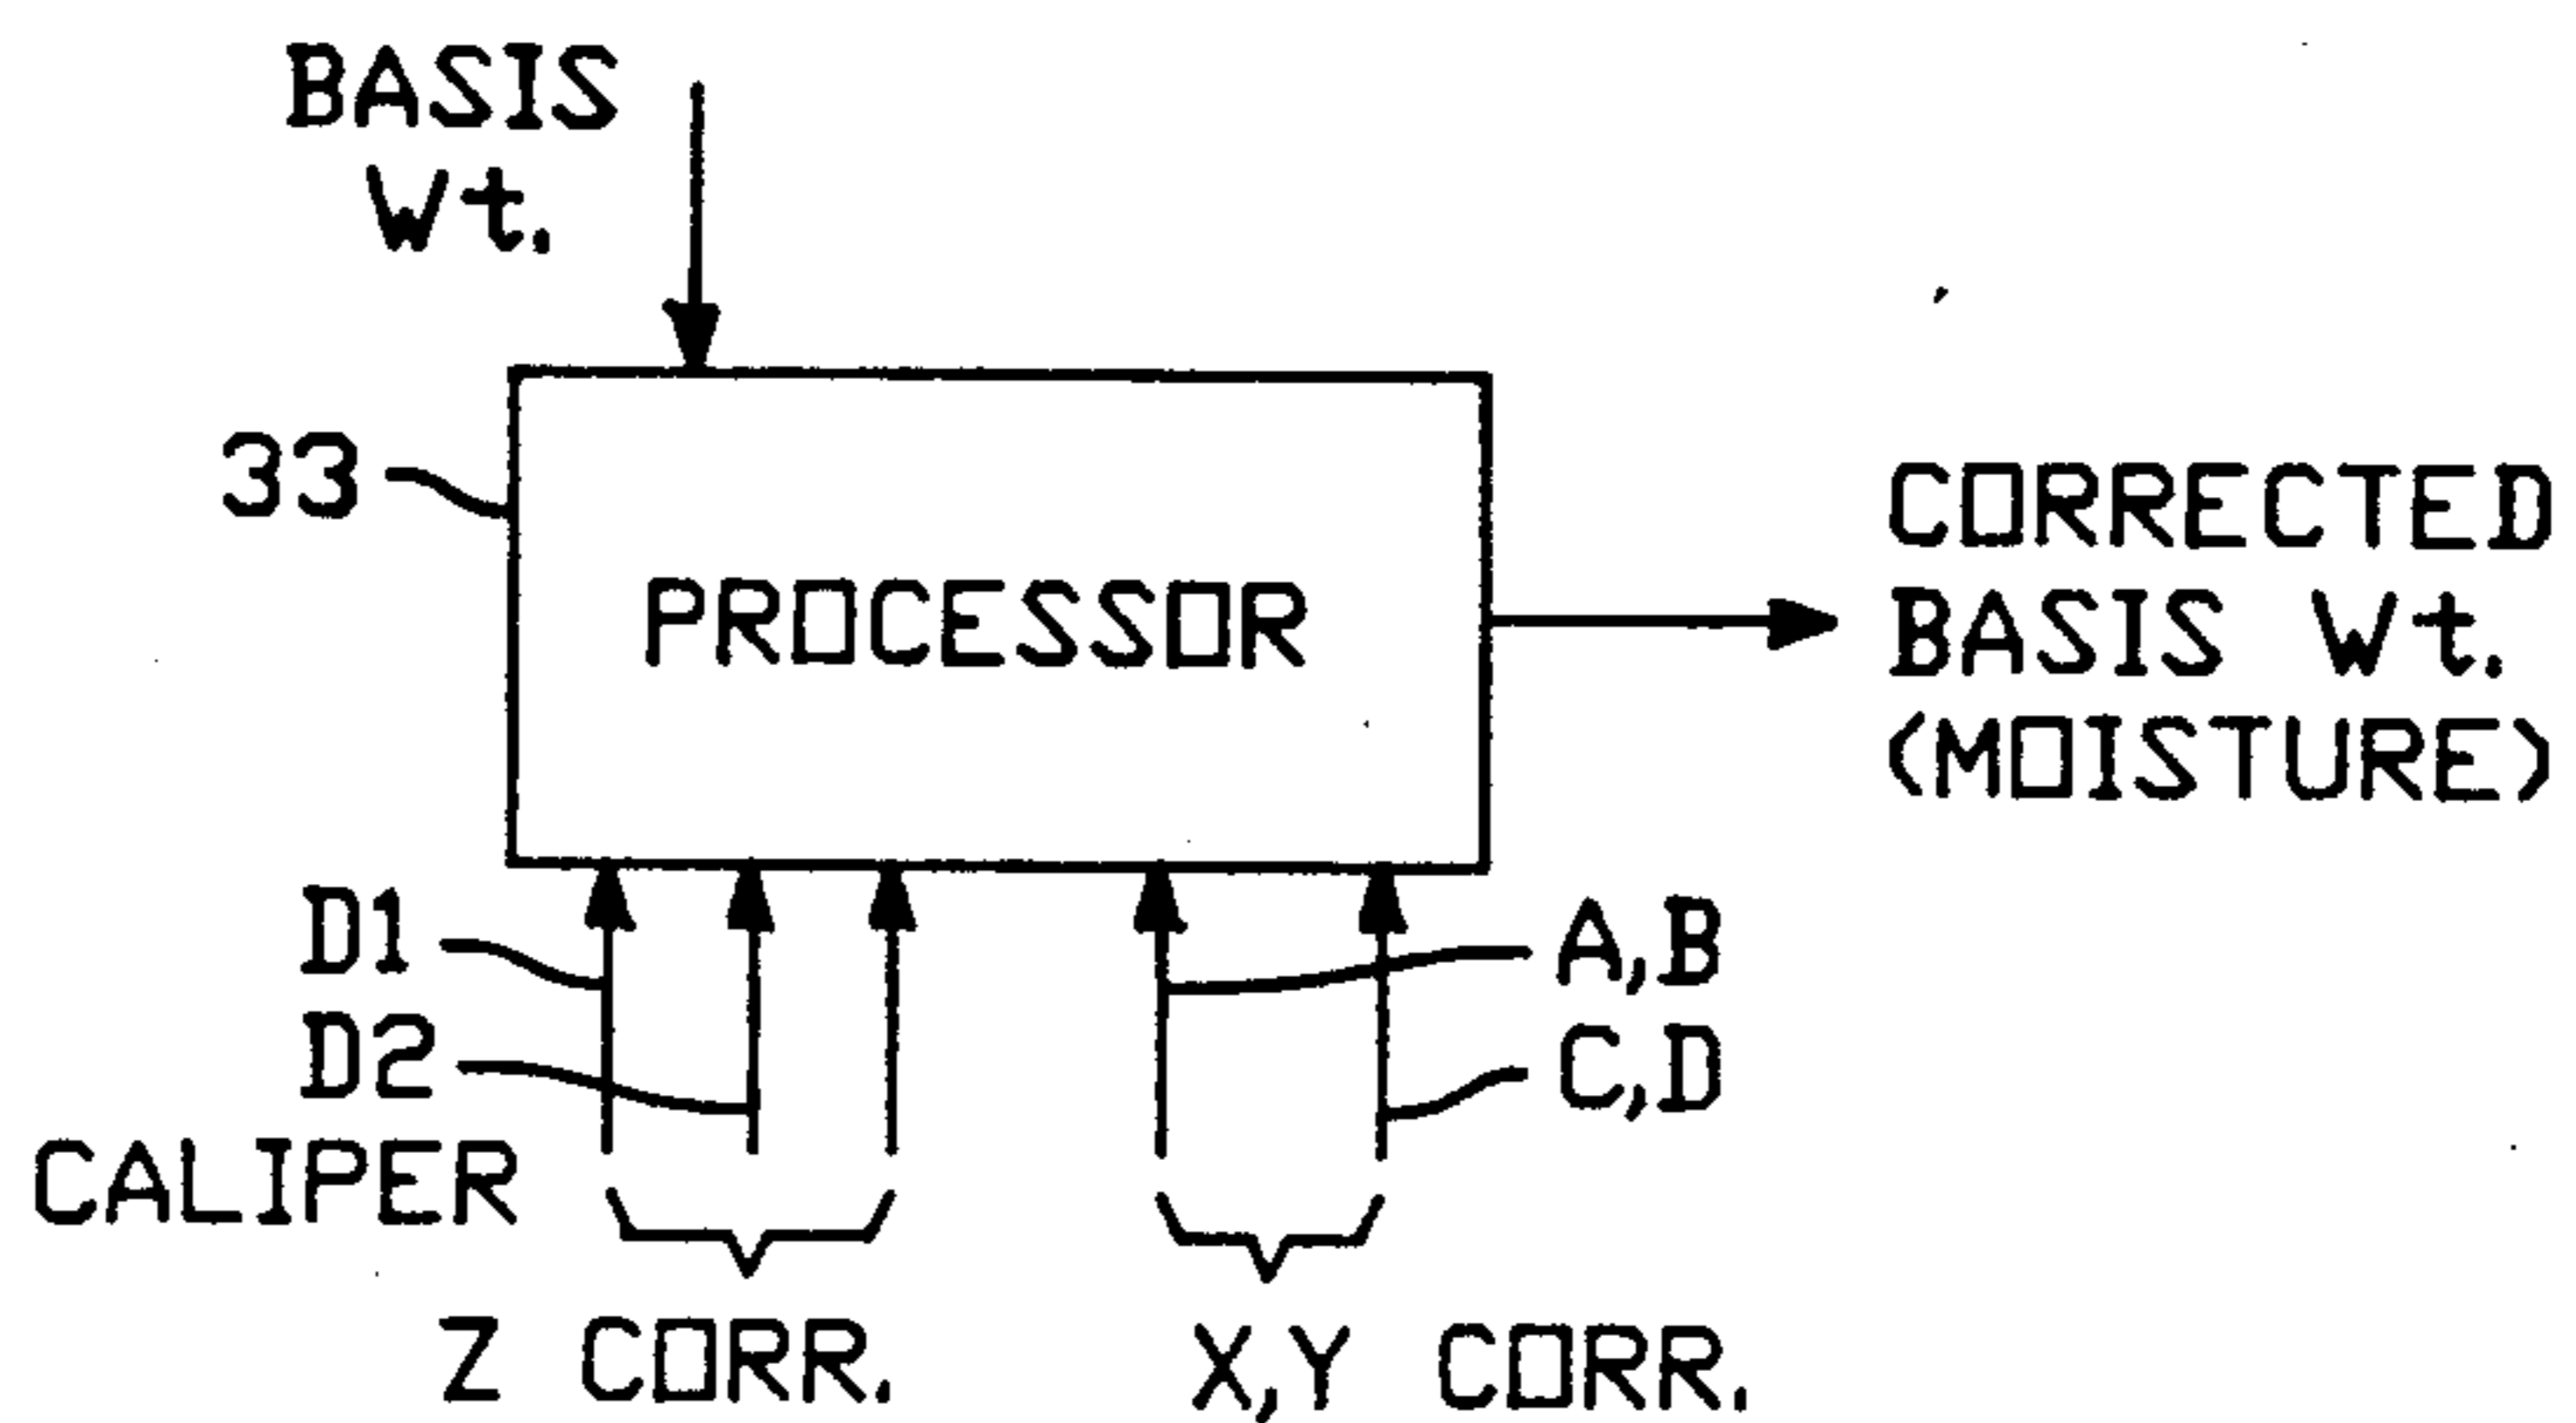 BASIS
Wt.
33
PROCESSOR
CORRECTED
BASIS Wt.
(MOISTURE)
D1
D2
CALIPER
A,B
C,D
Z CORR.
X,Y CORR.